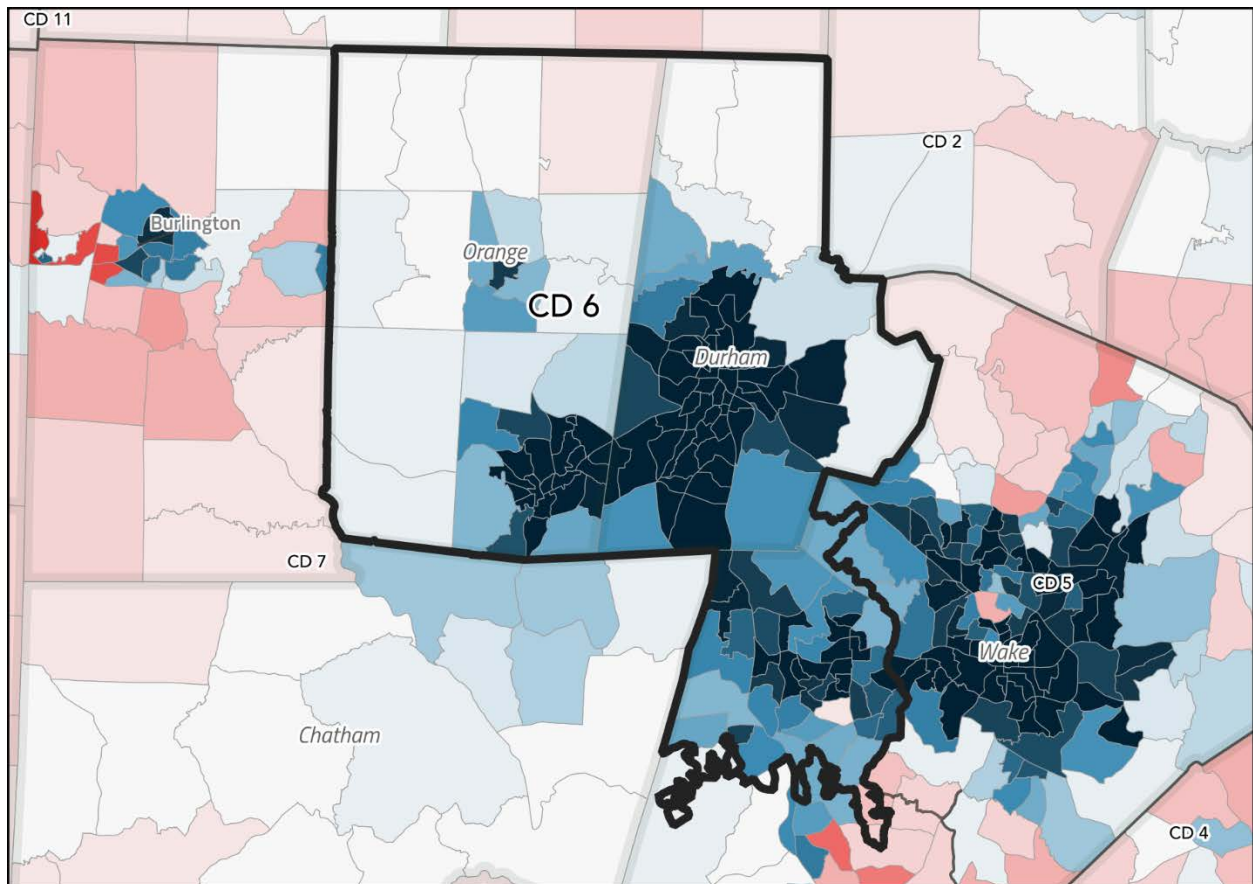 CD 11
CD 2
Burlington
Orange
CD 6
Durham
CD 7
CD 5
Wake
Chatham
CD 4